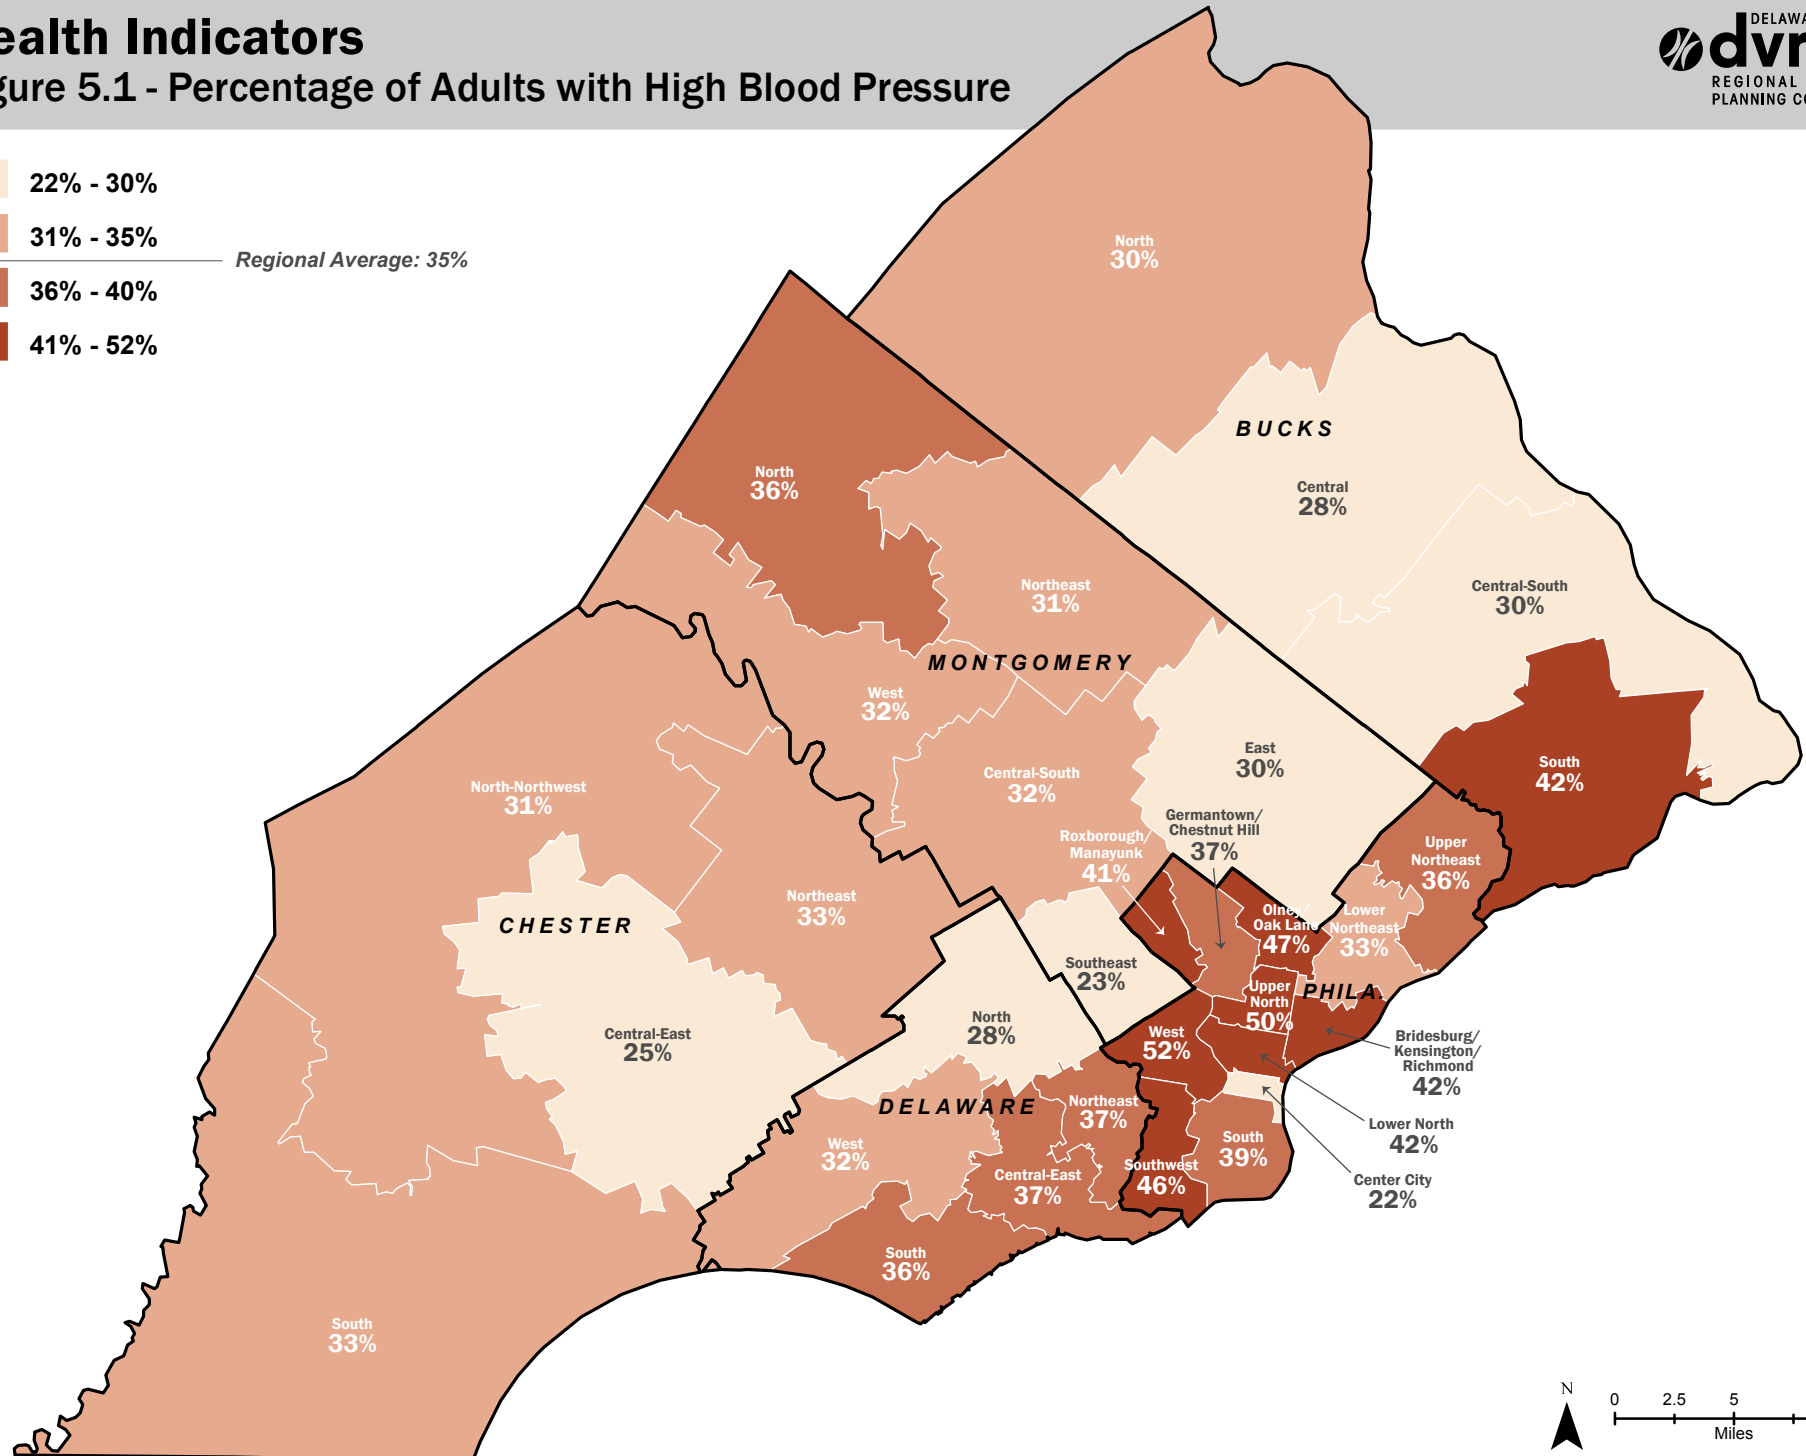 ealth Indicators
gure 5.1 - Percentage of Adults with High Blood Pressure
DELAWA
dvr
REGIONAL
PLANNING CO
22% - 30%
31% - 35%
Regional Average: 35%
36% - 40%
41% - 52%
North
30%
BUCKS
Central
28%
Central-South
30%
South
42%
North
36%
Northeast
31%
MONTGOMERY
West
32%
Central-South
32%
East
30%
Southeast
23%
North-Northwest
31%
Northeast
33%
CHESTER
Central-East
25%
South
33%
North
28%
DELAWARE
Northeast
37%
West
32%
Central-East
37%
South
36%
Germantown/
Chestnut Hill
37%
Roxborough/
Manayunk
41%
Upper
Northeast
36%
Olney/
Oak Lane
47%
Lower
Northeast
33%
PHILA.
Upper
North
50%
West
52%
Bridesburg/
Kensington/
Richmond
42%
Lower North
42%
Center City
22%
South
39%
Southwest
46%
N
0 2.5 5
Miles